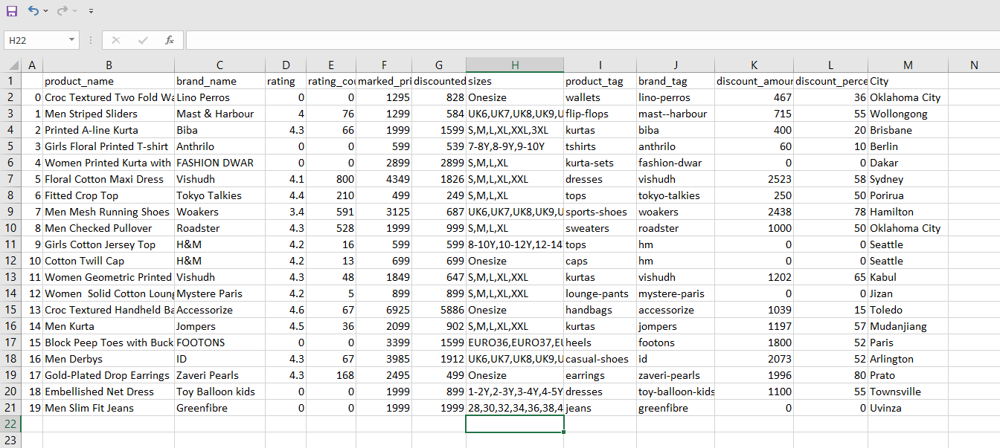 H22 fx
A B C D E F G H I J K L M N
1 product_name brand_name rating rating_cou marked_pri discounted sizes product_tag brand_tag discount_amour discount_perce City
2 0 Croc Textured Two Fold Wa Lino Perros 0 0 1295 828 Onesize wallets lino-perros 467 36 Oklahoma City
3 1 Men Striped Sliders Mast & Harbour 4 76 1299 584 UK6,UK7,UK8,UK9,U flip-flops mast--harbour 715 55 Wollongong
4 2 Printed A-line Kurta Biba 4.3 66 1999 1599 S,M,L,XL,XXL,3XL kurtas biba 400 20 Brisbane
5 3 Girls Floral Printed T-shirt Anthrilo 0 0 599 539 7-8Y,8-9Y,9-10Y tshirts anthrilo 60 10 Berlin
6 4 Women Printed Kurta with FASHION DWAR 0 0 2899 2899 S,M,L,XL kurta-sets fashion-dwar 0 0 Dakar
7 5 Floral Cotton Maxi Dress Vishudh 4.1 800 4349 1826 S,M,L,XL,XXL dresses vishudh 2523 58 Sydney
8 6 Fitted Crop Top Tokyo Talkies 4.4 210 499 249 S,M,L,XL tops tokyo-talkies 250 50 Porirua
9 7 Men Mesh Running Shoes Woakers 3.4 591 3125 687 UK6,UK7,UK8,UK9,U sports-shoes woakers 2438 78 Hamilton
10 8 Men Checked Pullover Roadster 4.3 528 1999 999 S,M,L,XL sweaters roadster 1000 50 Oklahoma City
11 9 Girls Cotton Jersey Top H&M 4.2 16 599 599 8-10Y,10-12Y,12-14 tops hm 0 0 Seattle
12 10 Cotton Twill Cap H&M 4.2 13 699 699 Onesize caps hm 0 0 Seattle
13 11 Women Geometric Printed Vishudh 4.3 48 1849 647 S,M,L,XL,XXL kurtas vishudh 1202 65 Kabul
14 12 Women  Solid Cotton Loung Mystere Paris 4.2 5 899 899 S,M,L,XL,XXL lounge-pants mystere-paris 0 0 Jizan
15 13 Croc Textured Handheld Ba Accessorize 4.6 67 6925 5886 Onesize handbags accessorize 1039 15 Toledo
16 14 Men Kurta Jompers 4.5 36 2099 902 S,M,L,XL,XXL kurtas jompers 1197 57 Mudanjiang
17 15 Block Peep Toes with Buck FOOTONS 0 0 3399 1599 EURO36,EURO37,EU heels footons 1800 52 Paris
18 16 Men Derbys ID 4.3 67 3985 1912 UK6,UK7,UK8,UK9,U casual-shoes id 2073 52 Arlington
19 17 Gold-Plated Drop Earrings Zaveri Pearls 4.3 168 2495 499 Onesize earrings zaveri-pearls 1996 80 Prato
20 18 Embellished Net Dress Toy Balloon kids 0 0 1999 899 1-2Y,2-3Y,3-4Y,4-5Y dresses toy-balloon-kids 1100 55 Townsville
21 19 Men Slim Fit Jeans Greenfibre 0 0 1999 1999 28,30,32,34,36,38,4 jeans greenfibre 0 0 Uvinza
22
23